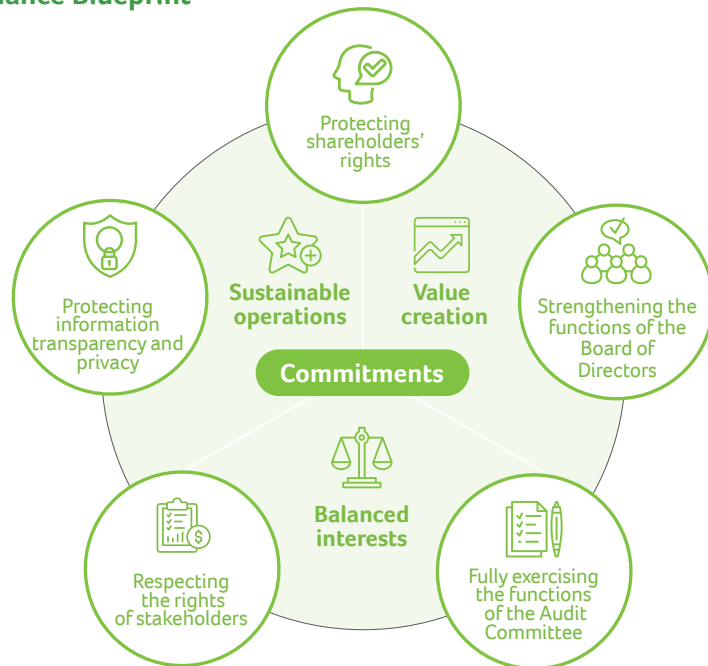 Blueprint
Protecting
shareholders'
rights
Protecting
information
transparency and
privacy
Sustainable
operations
Value
creation
Strengthening the
functions of the
Board of
Directors
Commitments
Balanced
interests
Respecting
the rights
of stakeholders
Fully exercising
the functions
of the Audit
Committee